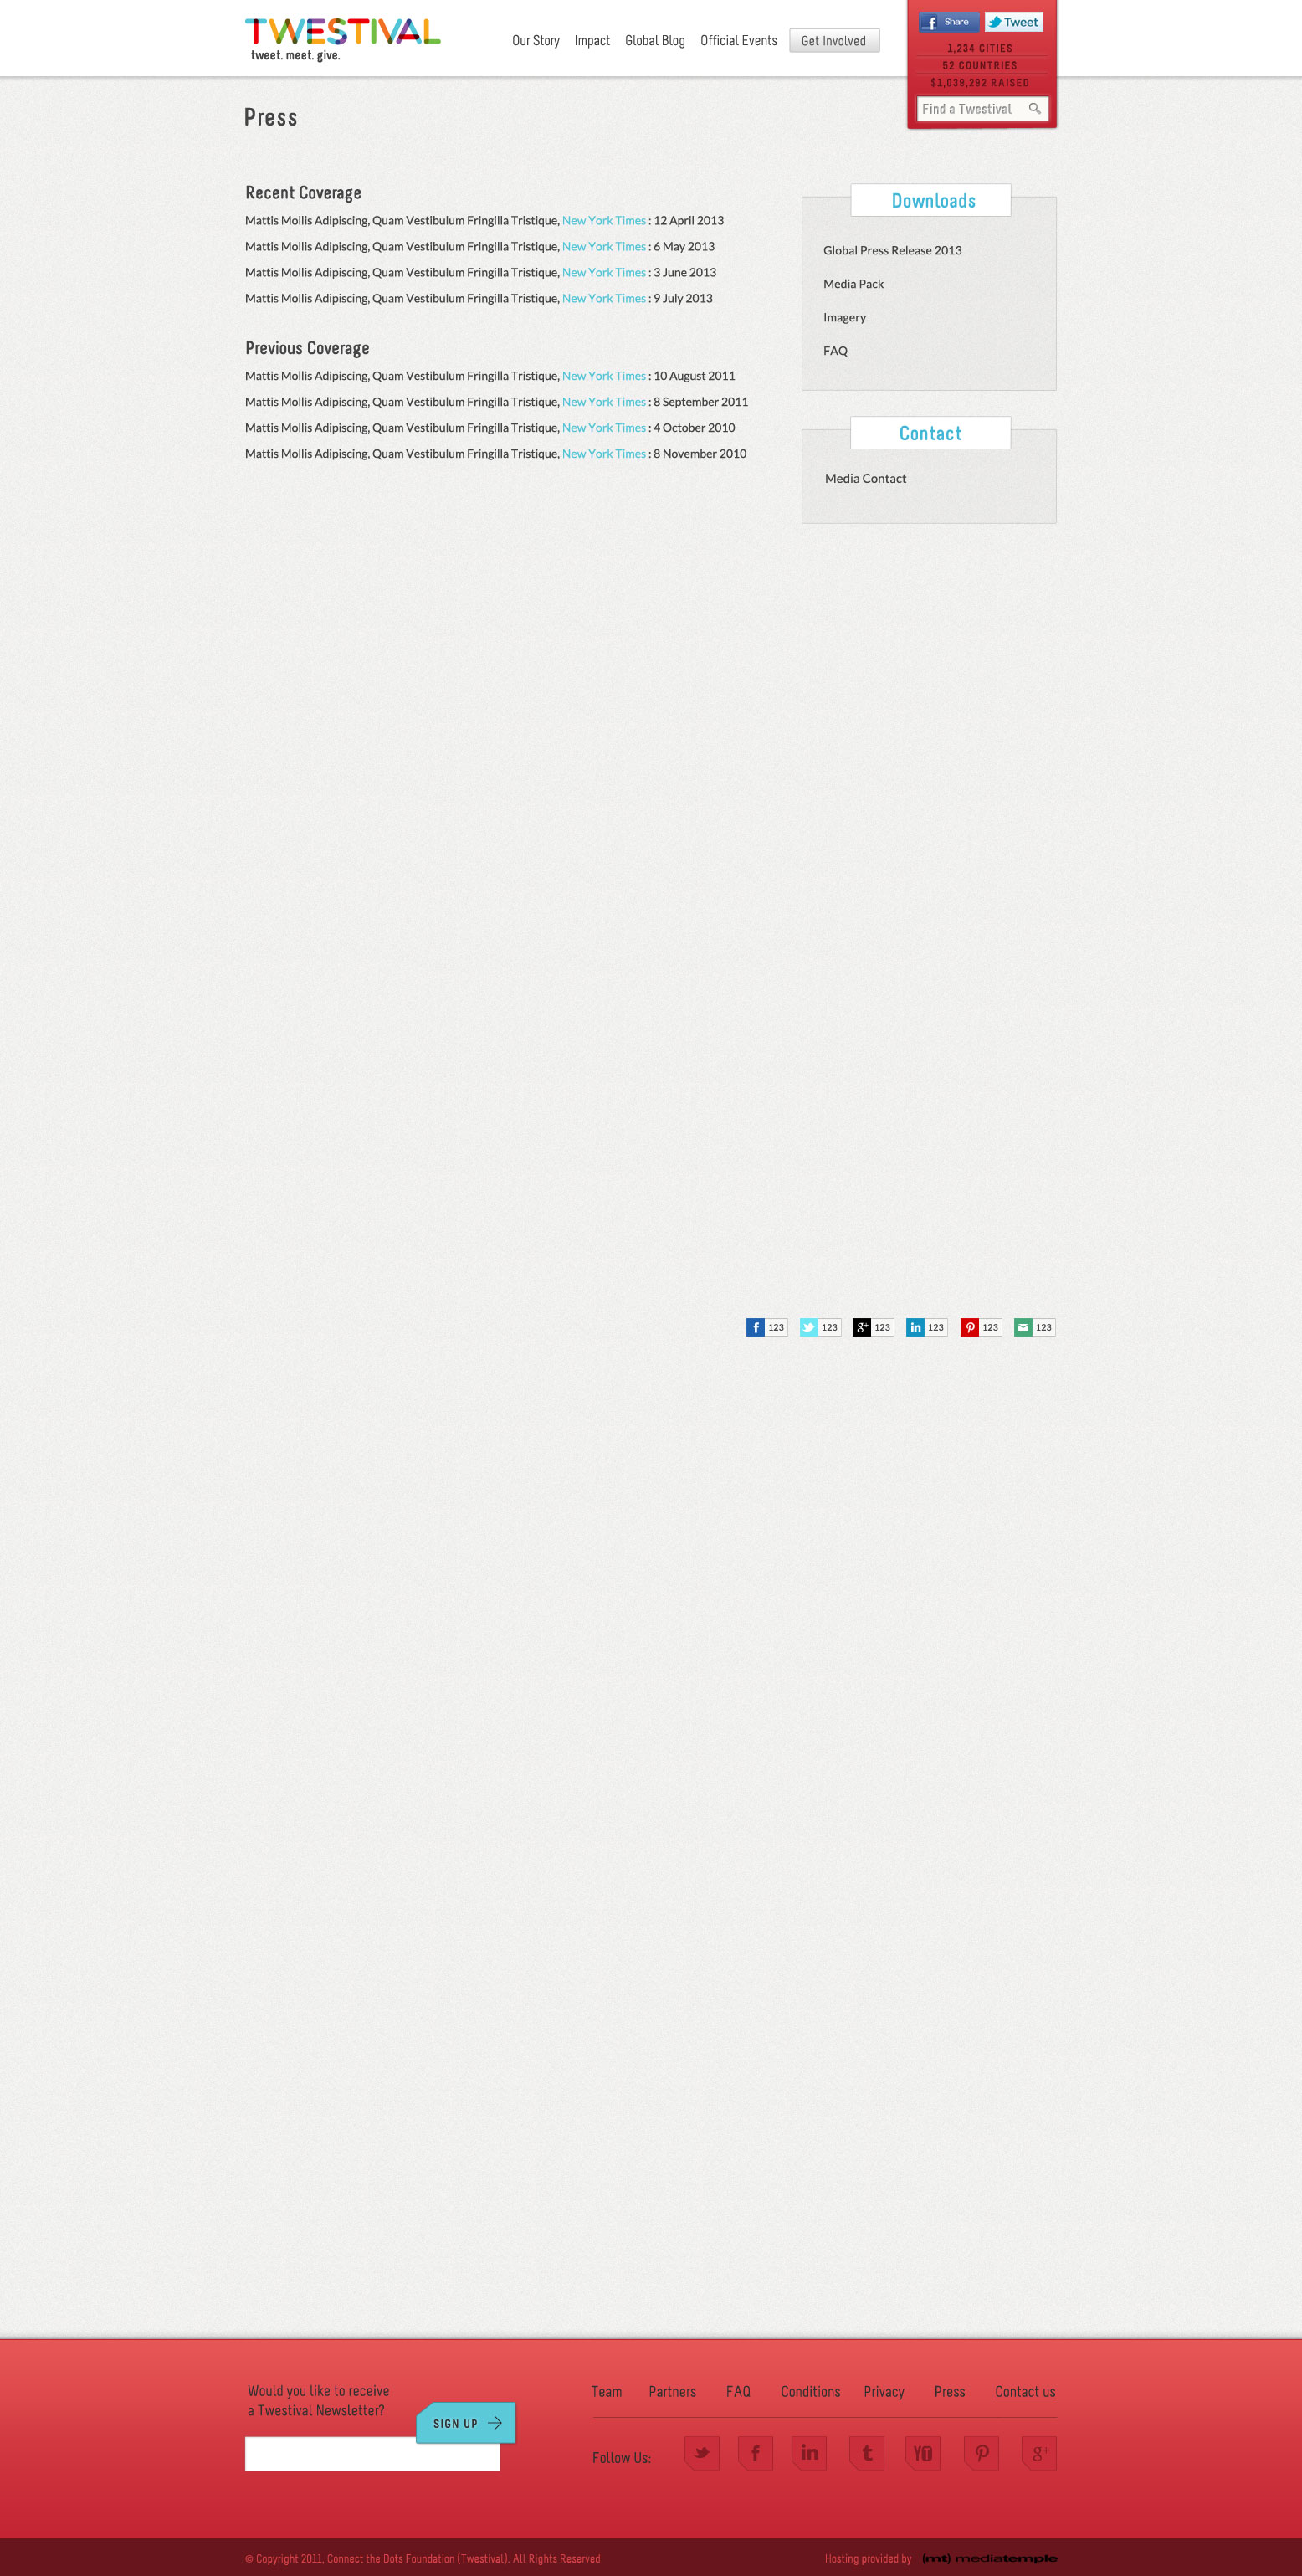 TWESTIVAL
tweet. meet. give.
Our Story Impact Global Blog Official Events Get Involved
Share Tweet
1,234 CITIES
52 COUNTRIES
$1,039,292 RAISED
Find a Twestival
Press
Recent Coverage
Mattis Mollis Adipiscing, Quam Vestibulum Fringilla Tristique, New York Times : 12 April 2013
Mattis Mollis Adipiscing, Quam Vestibulum Fringilla Tristique, New York Times : 6 May 2013
Mattis Mollis Adipiscing, Quam Vestibulum Fringilla Tristique, New York Times : 3 June 2013
Mattis Mollis Adipiscing, Quam Vestibulum Fringilla Tristique, New York Times : 9 July 2013
Previous Coverage
Mattis Mollis Adipiscing, Quam Vestibulum Fringilla Tristique, New York Times : 10 August 2011
Mattis Mollis Adipiscing, Quam Vestibulum Fringilla Tristique, New York Times : 8 September 2011
Mattis Mollis Adipiscing, Quam Vestibulum Fringilla Tristique, New York Times : 4 October 2010
Mattis Mollis Adipiscing, Quam Vestibulum Fringilla Tristique, New York Times : 8 November 2010
Downloads
Global Press Release 2013
Media Pack
Imagery
FAQ
Contact
Media Contact
f 123 123 g+ 123 in 123 123 123
Would you like to receive
a Twestival Newsletter?
SIGN UP
Team Partners FAQ Conditions Privacy Press Contact us
Follow Us: f in t YT g+
© Copyright 2011, Connect the Dots Foundation (Twestival). All Rights Reserved
Hosting provided by (mt) mediatemple